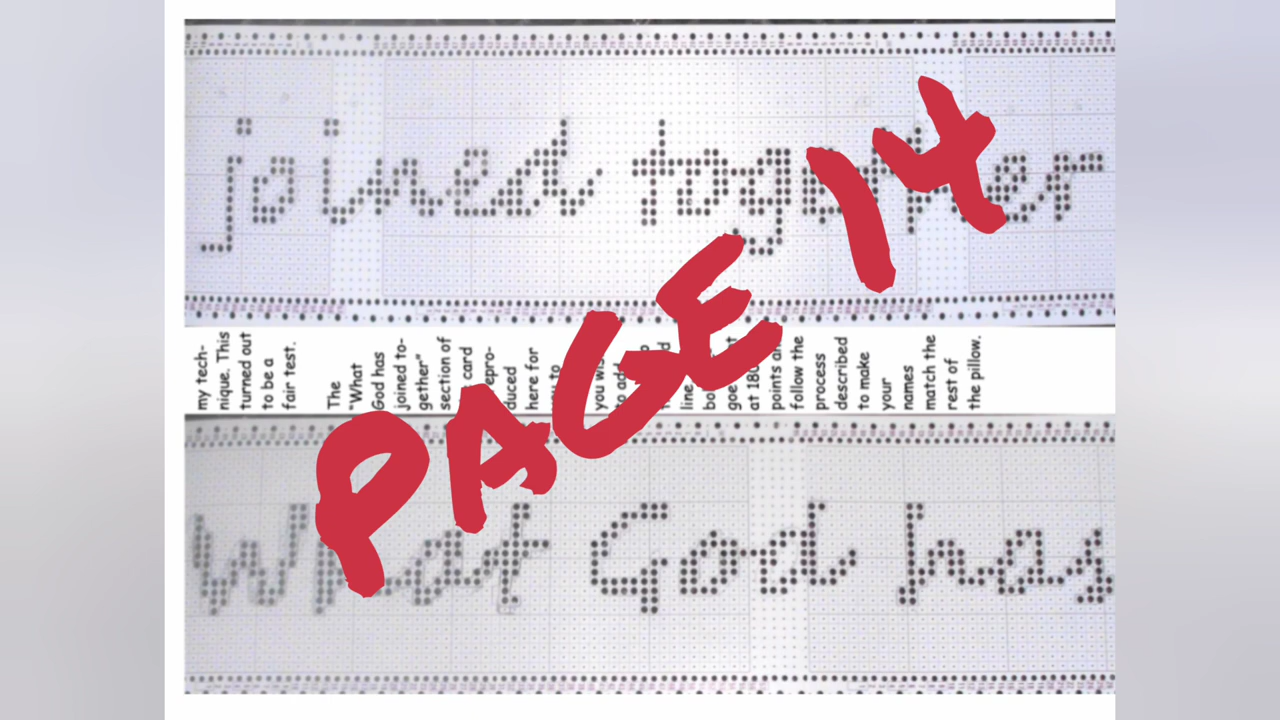 joined together
my tech-
nique. This
turned out
to be a
fair test.
The
"What
God has
joined to-
gether"
section of
card
duced
here for
to
you
at
points
follow the
process
described
to make
your
names
match the
rest of
the pillow.
What God has
PAGE 14